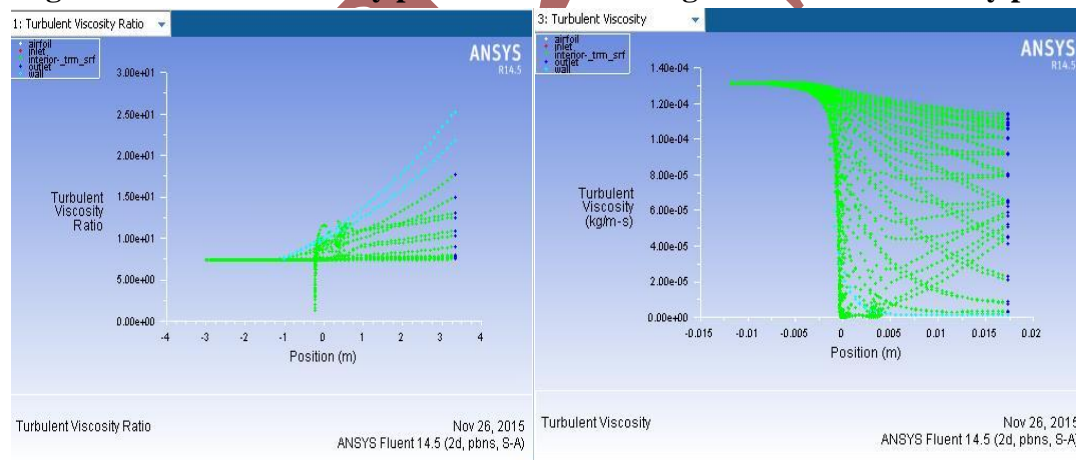 1: Turbulent Viscosity Ratio
airfoil
inlet
interior-_trm_srf
outlet
wall
ANSYS
R14.5
3.00e+01
2.50e+01
2.00e+01
1.50e+01
1.00e+01
5.00e+00
0.00e+00
Turbulent
Viscosity
Ratio
-4 -3 -2 -1 0 1 2 3 4
Position (m)
Turbulent Viscosity Ratio
Nov 26, 2015
ANSYS Fluent 14.5 (2d, pbns, S-A)
3: Turbulent Viscosity
airfoil
inlet
interior-_trm_srf
outlet
wall
ANSYS
R14.5
1.40e-04
1.20e-04
1.00e-04
8.00e-05
6.00e-05
4.00e-05
2.00e-05
0.00e+00
Turbulent
Viscosity
(kg/m-s)
-0.015 -0.01 -0.005 0 0.005 0.01 0.015 0.02
Position (m)
Turbulent Viscosity
Nov 26, 2015
ANSYS Fluent 14.5 (2d, pbns, S-A)